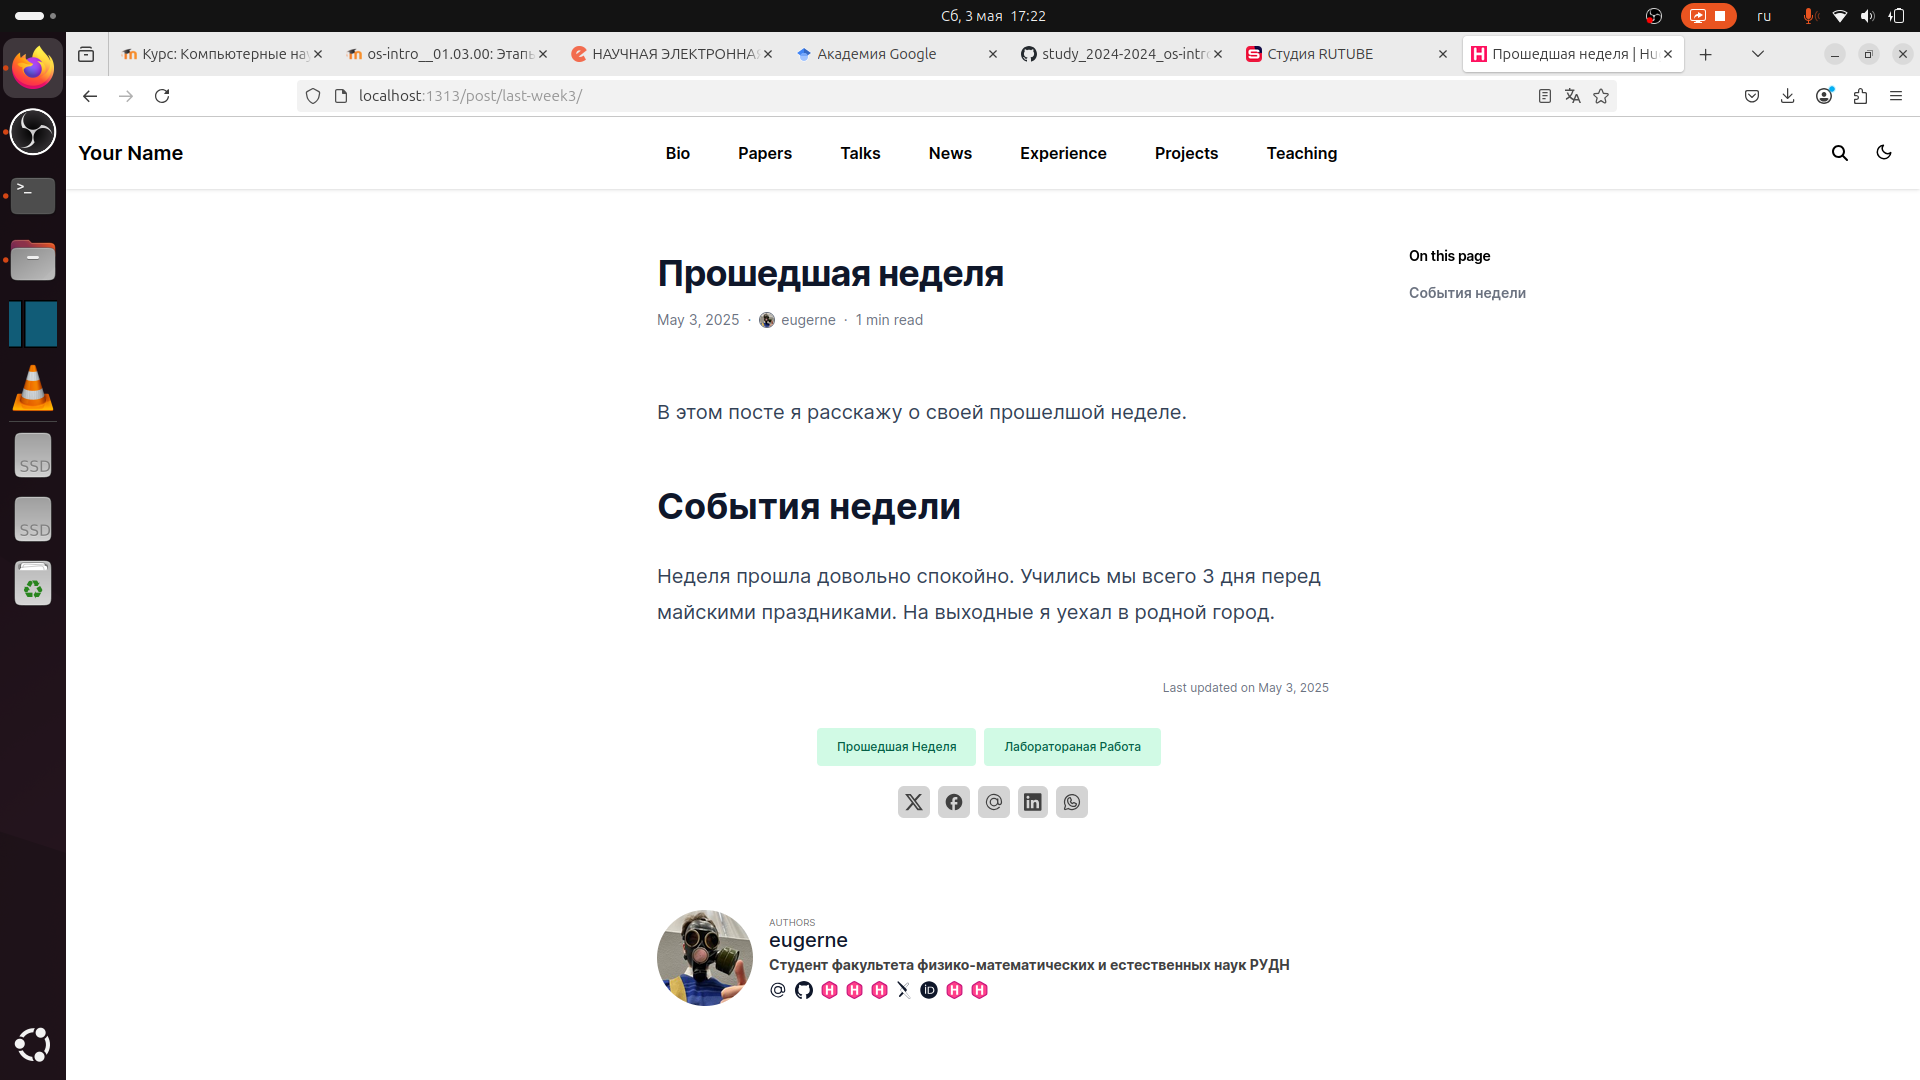 Сб, 3 мая 17:22
ru
Курс: Компьютерные нау
os-intro__01.03.00: Этапь
НАУЧНАЯ ЭЛЕКТРОННАЯ
Академия Google
study_2024-2024_os-intro
Студия RUTUBE
Прошедшая неделя | Hu
localhost:1313/post/last-week3/
Your Name
Bio
Papers
Talks
News
Experience
Projects
Teaching
Прошедшая неделя
May 3, 2025 · eugerne · 1 min read
On this page
События недели
В этом посте я расскажу о своей прошелшой неделе.
События недели
Неделя прошла довольно спокойно. Учились мы всего 3 дня перед
майскими праздниками. На выходные я уехал в родной город.
Last updated on May 3, 2025
Прошедшая Неделя
Лаборатораная Работа
AUTHORS
eugerne
Студент факультета физико-математических и естественных наук РУДН
SSD
SSD